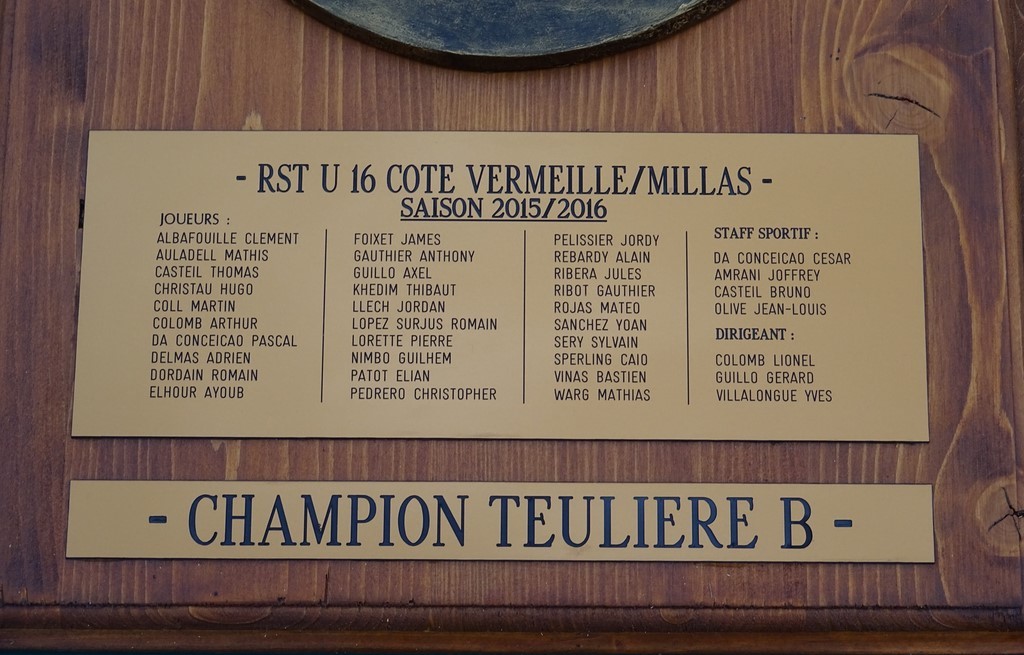 - RST U 16 COTE VERMEILLE/MILLAS -
SAISON 2015/2016
JOUEURS :
ALBAFOUILLE CLEMENT
AULADELL MATHIS
CASTEIL THOMAS
CHRISTAU HUGO
COLL MARTIN
COLOMB ARTHUR
DA CONCEICAO PASCAL
DELMAS ADRIEN
DORDAIN ROMAIN
ELHOUR AYOUB
FOIXET JAMES
GAUTHIER ANTHONY
GUILLO AXEL
KHEDIM THIBAUT
LLECH JORDAN
LOPEZ SURJUS ROMAIN
LORETTE PIERRE
NIMBO GUILHEM
PATOT ELIAN
PEDRERO CHRISTOPHER
PELISSIER JORDY
REBARDY ALAIN
RIBERA JULES
RIBOT GAUTHIER
ROJAS MATEO
SANCHEZ YOAN
SERY SYLVAIN
SPERLING CAIO
VINAS BASTIEN
WARG MATHIAS
STAFF SPORTIF :
DA CONCEICAO CESAR
AMRANI JOFFREY
CASTEIL BRUNO
OLIVE JEAN-LOUIS
DIRIGEANT :
COLOMB LIONEL
GUILLO GERARD
VILLALONGUE YVES
- CHAMPION TEULIERE B -